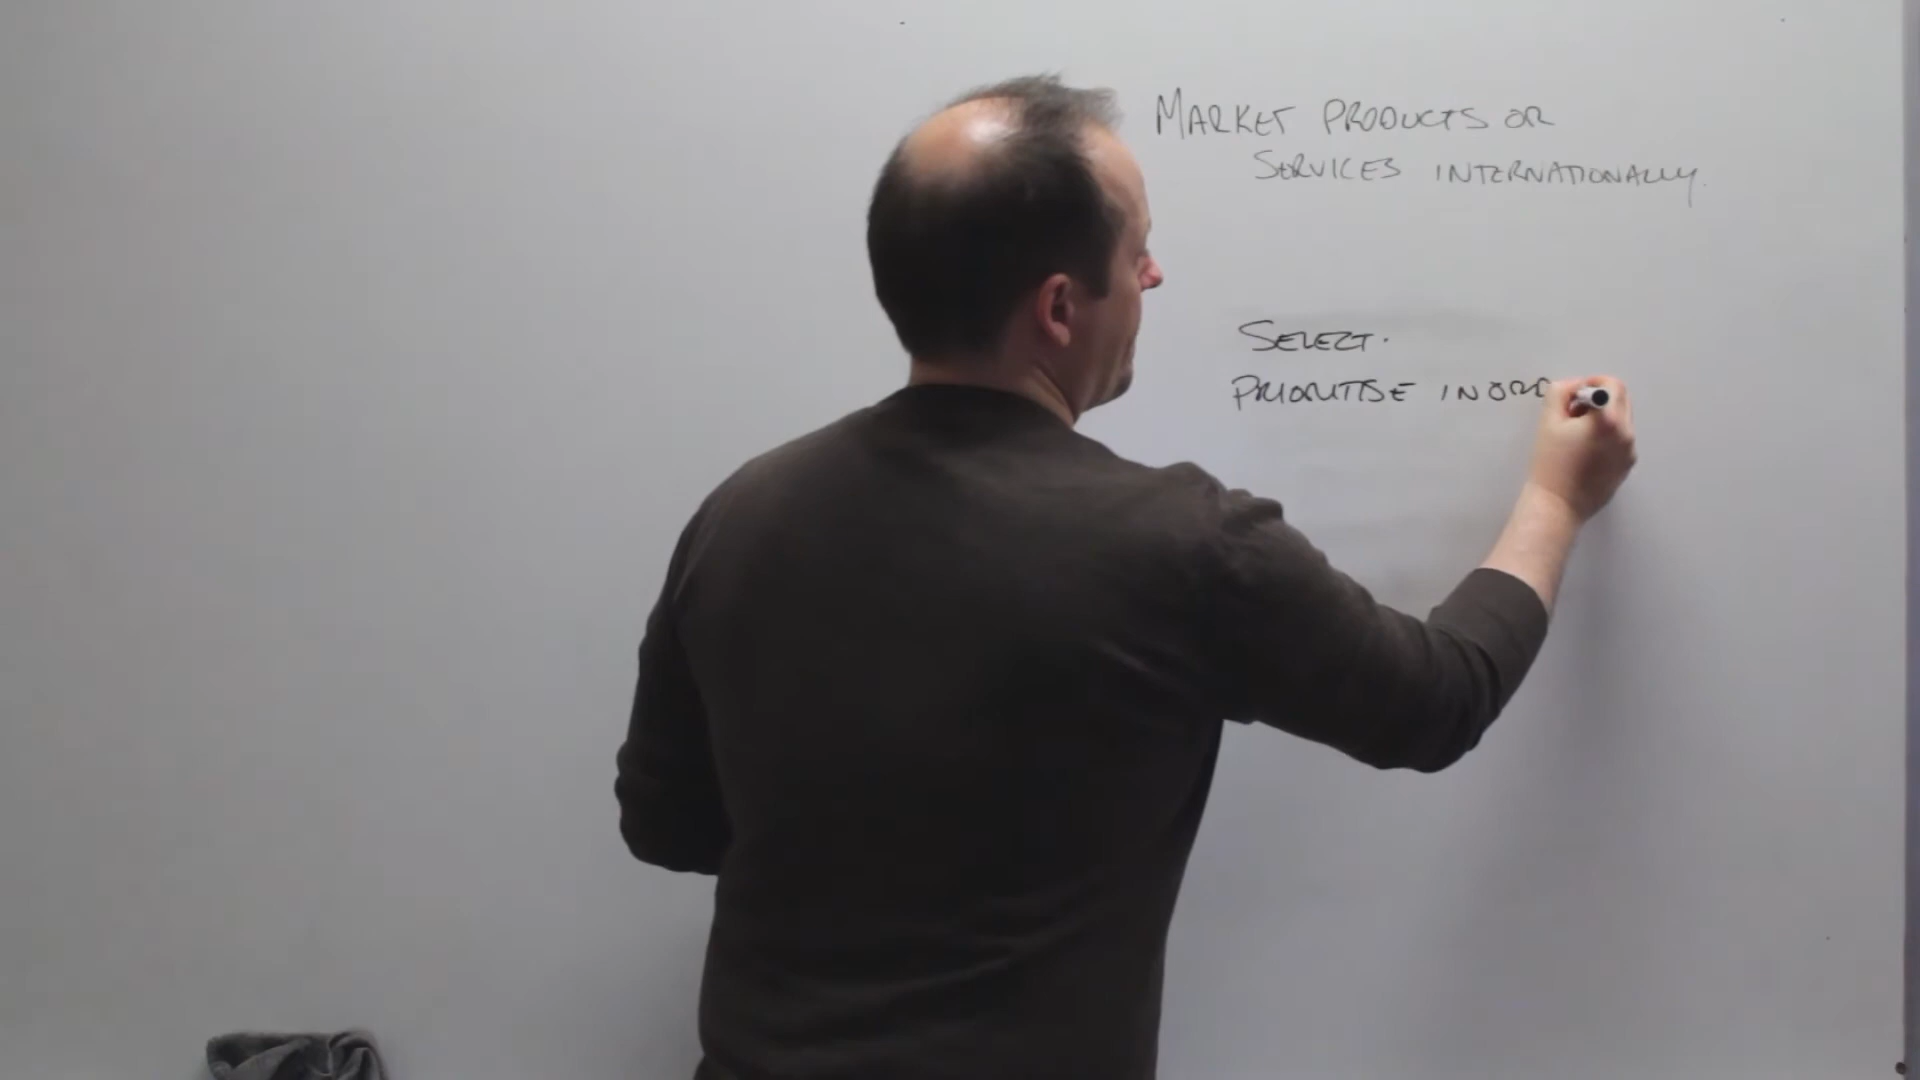 MARKET PRODUCTS OR
SERVICES INTERNATIONALLY.
SELECT.
PRIORITISE IN ORD